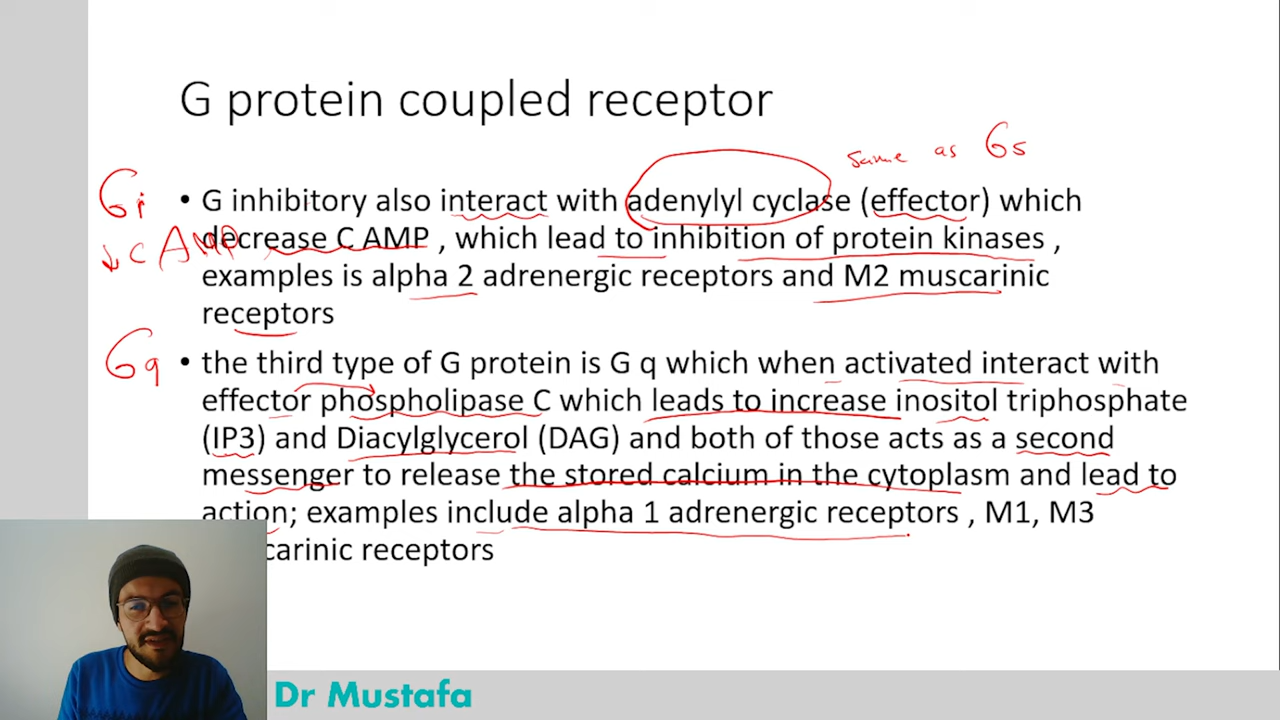 G protein coupled receptor
same as Gs
Gi
• G inhibitory also interact with adenylyl cyclase (effector) which
↓ C AMP
decrease C AMP , which lead to inhibition of protein kinases ,
examples is alpha 2 adrenergic receptors and M2 muscarinic
receptors
Gq
• the third type of G protein is G q which when activated interact with
effector phospholipase C which leads to increase inositol triphosphate
(IP3) and Diacylglycerol (DAG) and both of those acts as a second
messenger to release the stored calcium in the cytoplasm and lead to
action; examples include alpha 1 adrenergic receptors , M1, M3
carinic receptors
Dr Mustafa